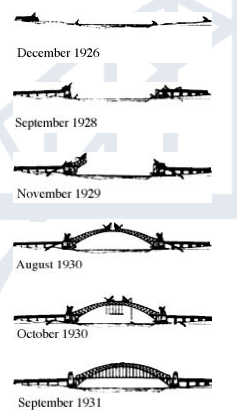 December 1926
September 1928
November 1929
August 1930
October 1930
September 1931